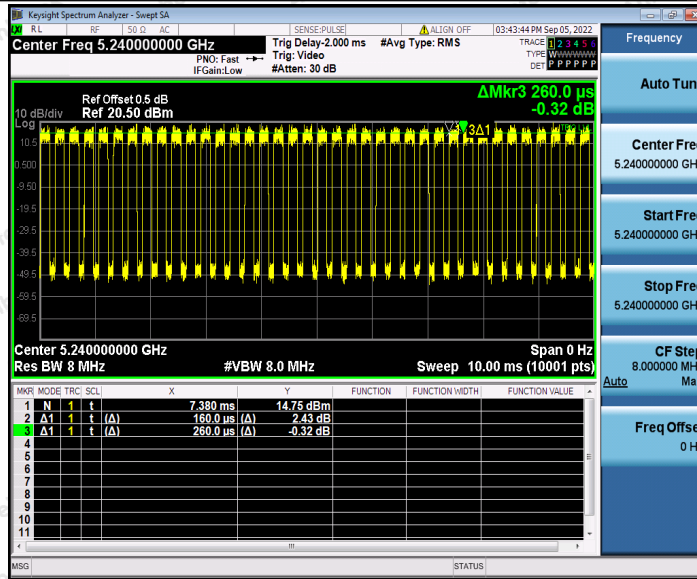 Keysight Spectrum Analyzer - Swept SA
RL RF 50 Ω AC SENSE:PULSE ALIGN OFF 03:43:44 PM Sep 05, 2022
Center Freq 5.240000000 GHz
PNO: Fast
IFGain:Low
Trig Delay-2.000 ms
Trig: Video
#Atten: 30 dB
#Avg Type: RMS
TRACE 1 2 3 4 5 6
TYPE WWWWWW
DET P P P P P P
ΔMkr3 260.0 µs
-0.32 dB
Ref Offset 0.5 dB
10 dB/div Ref 20.50 dBm
Log
3Δ1
10.5
0.500
-9.50
-19.5
-29.5
-39.5
-49.5
-59.5
-69.5
Center 5.240000000 GHz Span 0 Hz
Res BW 8 MHz #VBW 8.0 MHz Sweep 10.00 ms (10001 pts)
MKR MODE TRC SCL X Y FUNCTION FUNCTION WIDTH FUNCTION VALUE
1 N 1 t 7.380 ms 14.75 dBm
2 Δ1 1 t (Δ) 160.0 µs (Δ) 2.43 dB
3 Δ1 1 t (Δ) 260.0 µs (Δ) -0.32 dB
4
5
6
7
8
9
10
11
MSG STATUS
Frequency
Auto Tun
Center Fre
5.240000000 GH
Start Fre
5.240000000 GH
Stop Fre
5.240000000 GH
CF Ste
8.000000 MH
Auto Ma
Freq Offse
0 H